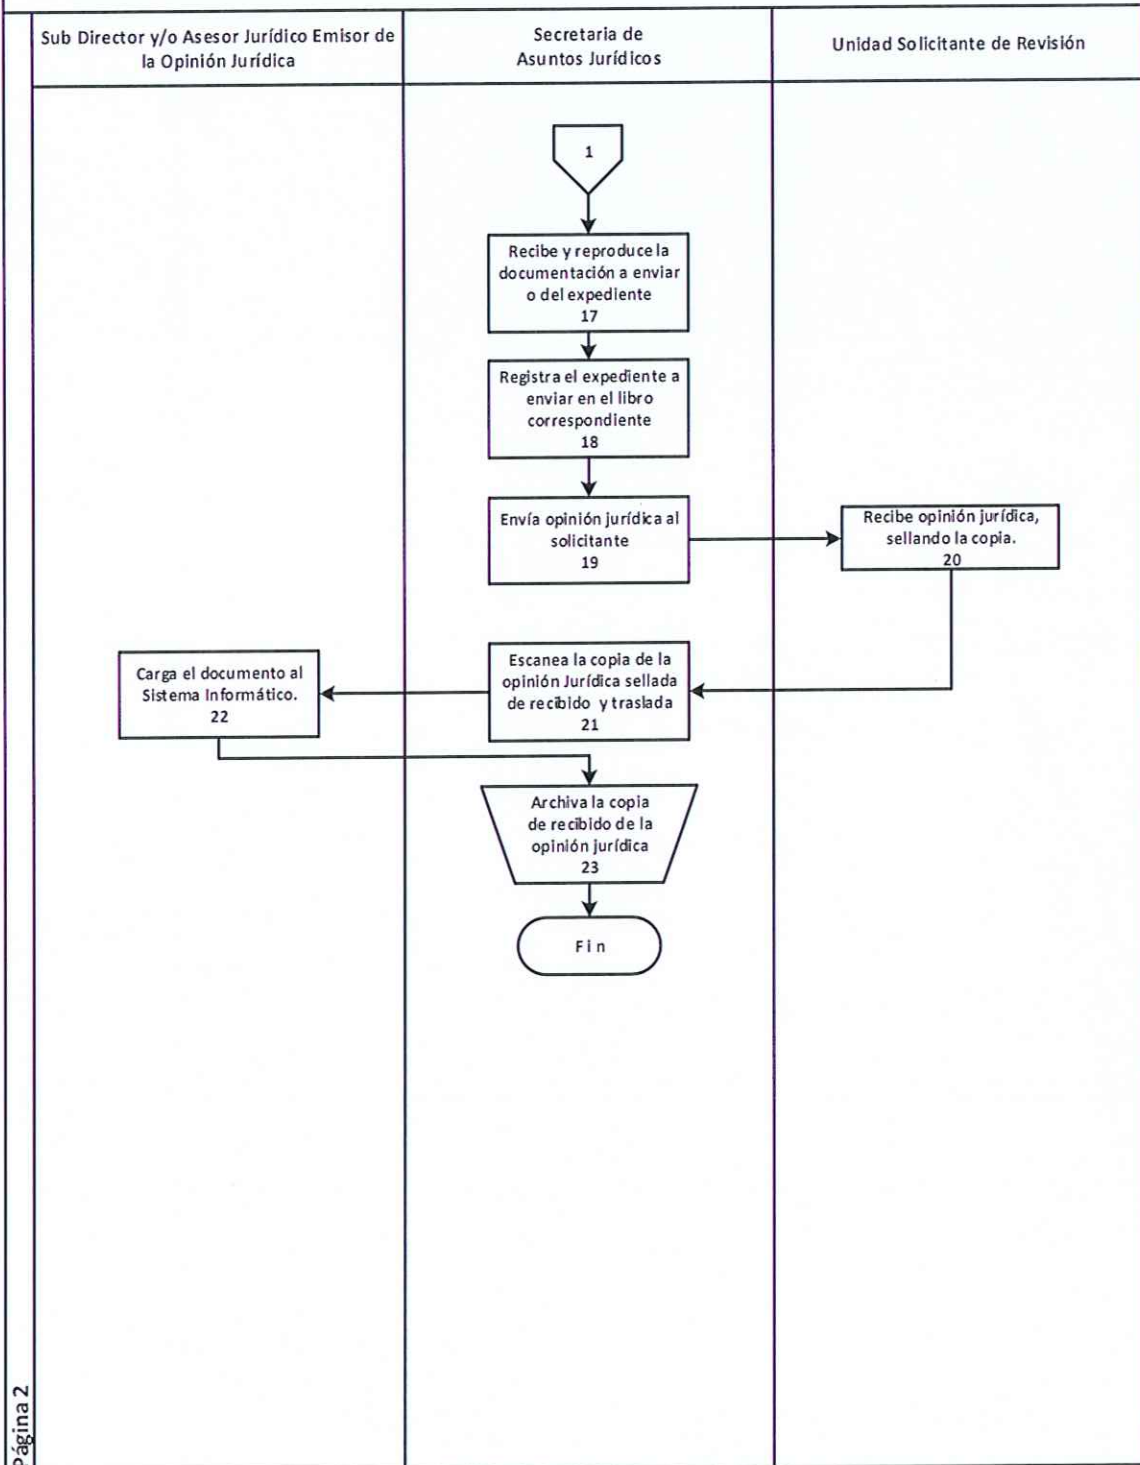 Sub Director y/o Asesor Jurídico Emisor de
la Opinión Jurídica
Secretaria de
Asuntos Jurídicos
Unidad Solicitante de Revisión
1
Recibe y reproduce la
documentación a enviar
o del expediente
17
Registra el expediente a
enviar en el libro
correspondiente
18
Envía opinión jurídica al
solicitante
19
Recibe opinión jurídica,
sellando la copia.
20
Escanea la copia de la
opinión Jurídica sellada
de recibido y traslada
21
Carga el documento al
Sistema Informático.
22
Archiva la copia
de recibido de la
opinión jurídica
23
Fin
Página 2